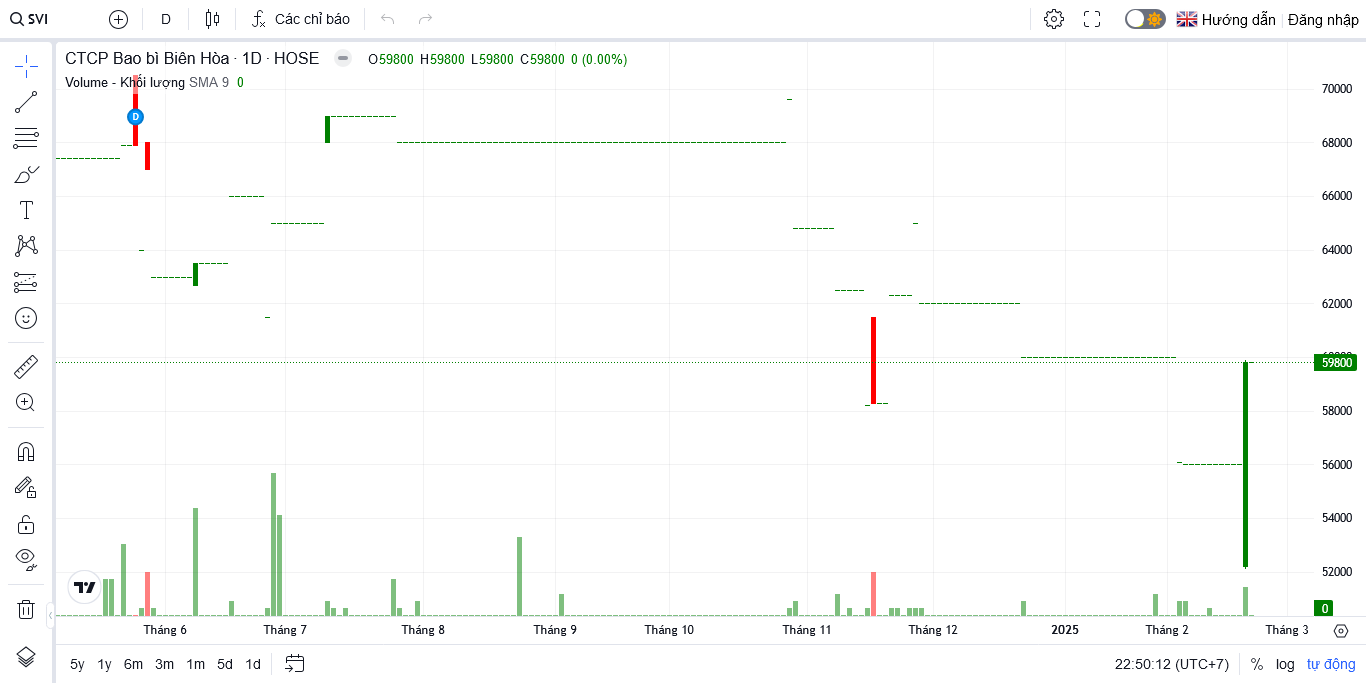 SVI D Các chỉ báo Hướng dẫn Đăng nhập
CTCP Bao bì Biên Hòa · 1D · HOSE O59800 H59800 L59800 C59800 0 (0.00%)
Volume - Khối lượng SMA 9 0
D
70000
68000
66000
64000
62000
59800
58000
56000
54000
52000
0
Tháng 6 Tháng 7 Tháng 8 Tháng 9 Tháng 10 Tháng 11 Tháng 12 2025 Tháng 2 Tháng 3
5y 1y 6m 3m 1m 5d 1d 22:50:12 (UTC+7) % log tự động